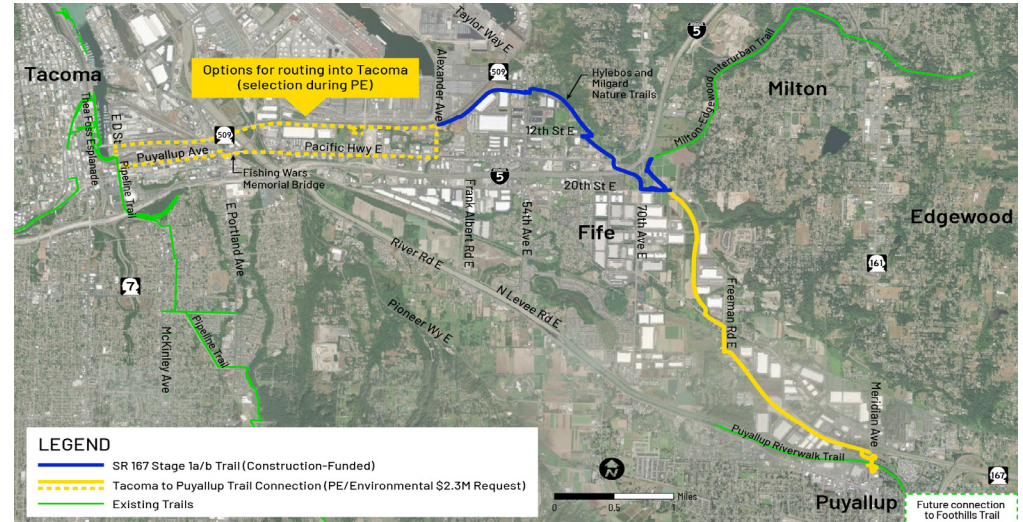 Taylor Way E
5
Tacoma
Options for routing into Tacoma
(selection during PE)
Alexander Ave
509
Hylebos and
Milgard
Nature Trails
Milton-Edgewood Interurban Trail
Milton
Thea Foss Esplanade
E D St
509
12th St E
Puyallup Ave
Pacific Hwy E
Fishing Wars
Memorial Bridge
Pipeline Trail
5
20th St E
E Portland Ave
Frank Albert Rd E
54th Ave E
Fife
70th Ave E
Edgewood
River Rd E
161
7
N Levee Rd E
Freeman Rd E
Pioneer Wy E
McKinley Ave
Pipeline Trail
Meridian Ave
LEGEND
SR 167 Stage 1a/b Trail (Construction-Funded)
Tacoma to Puyallup Trail Connection (PE/Environmental $2.3M Request)
Existing Trails
N
0
0.5
1
Miles
Puyallup Riverwalk Trail
167
Puyallup
Future connection
to Foothills Trail